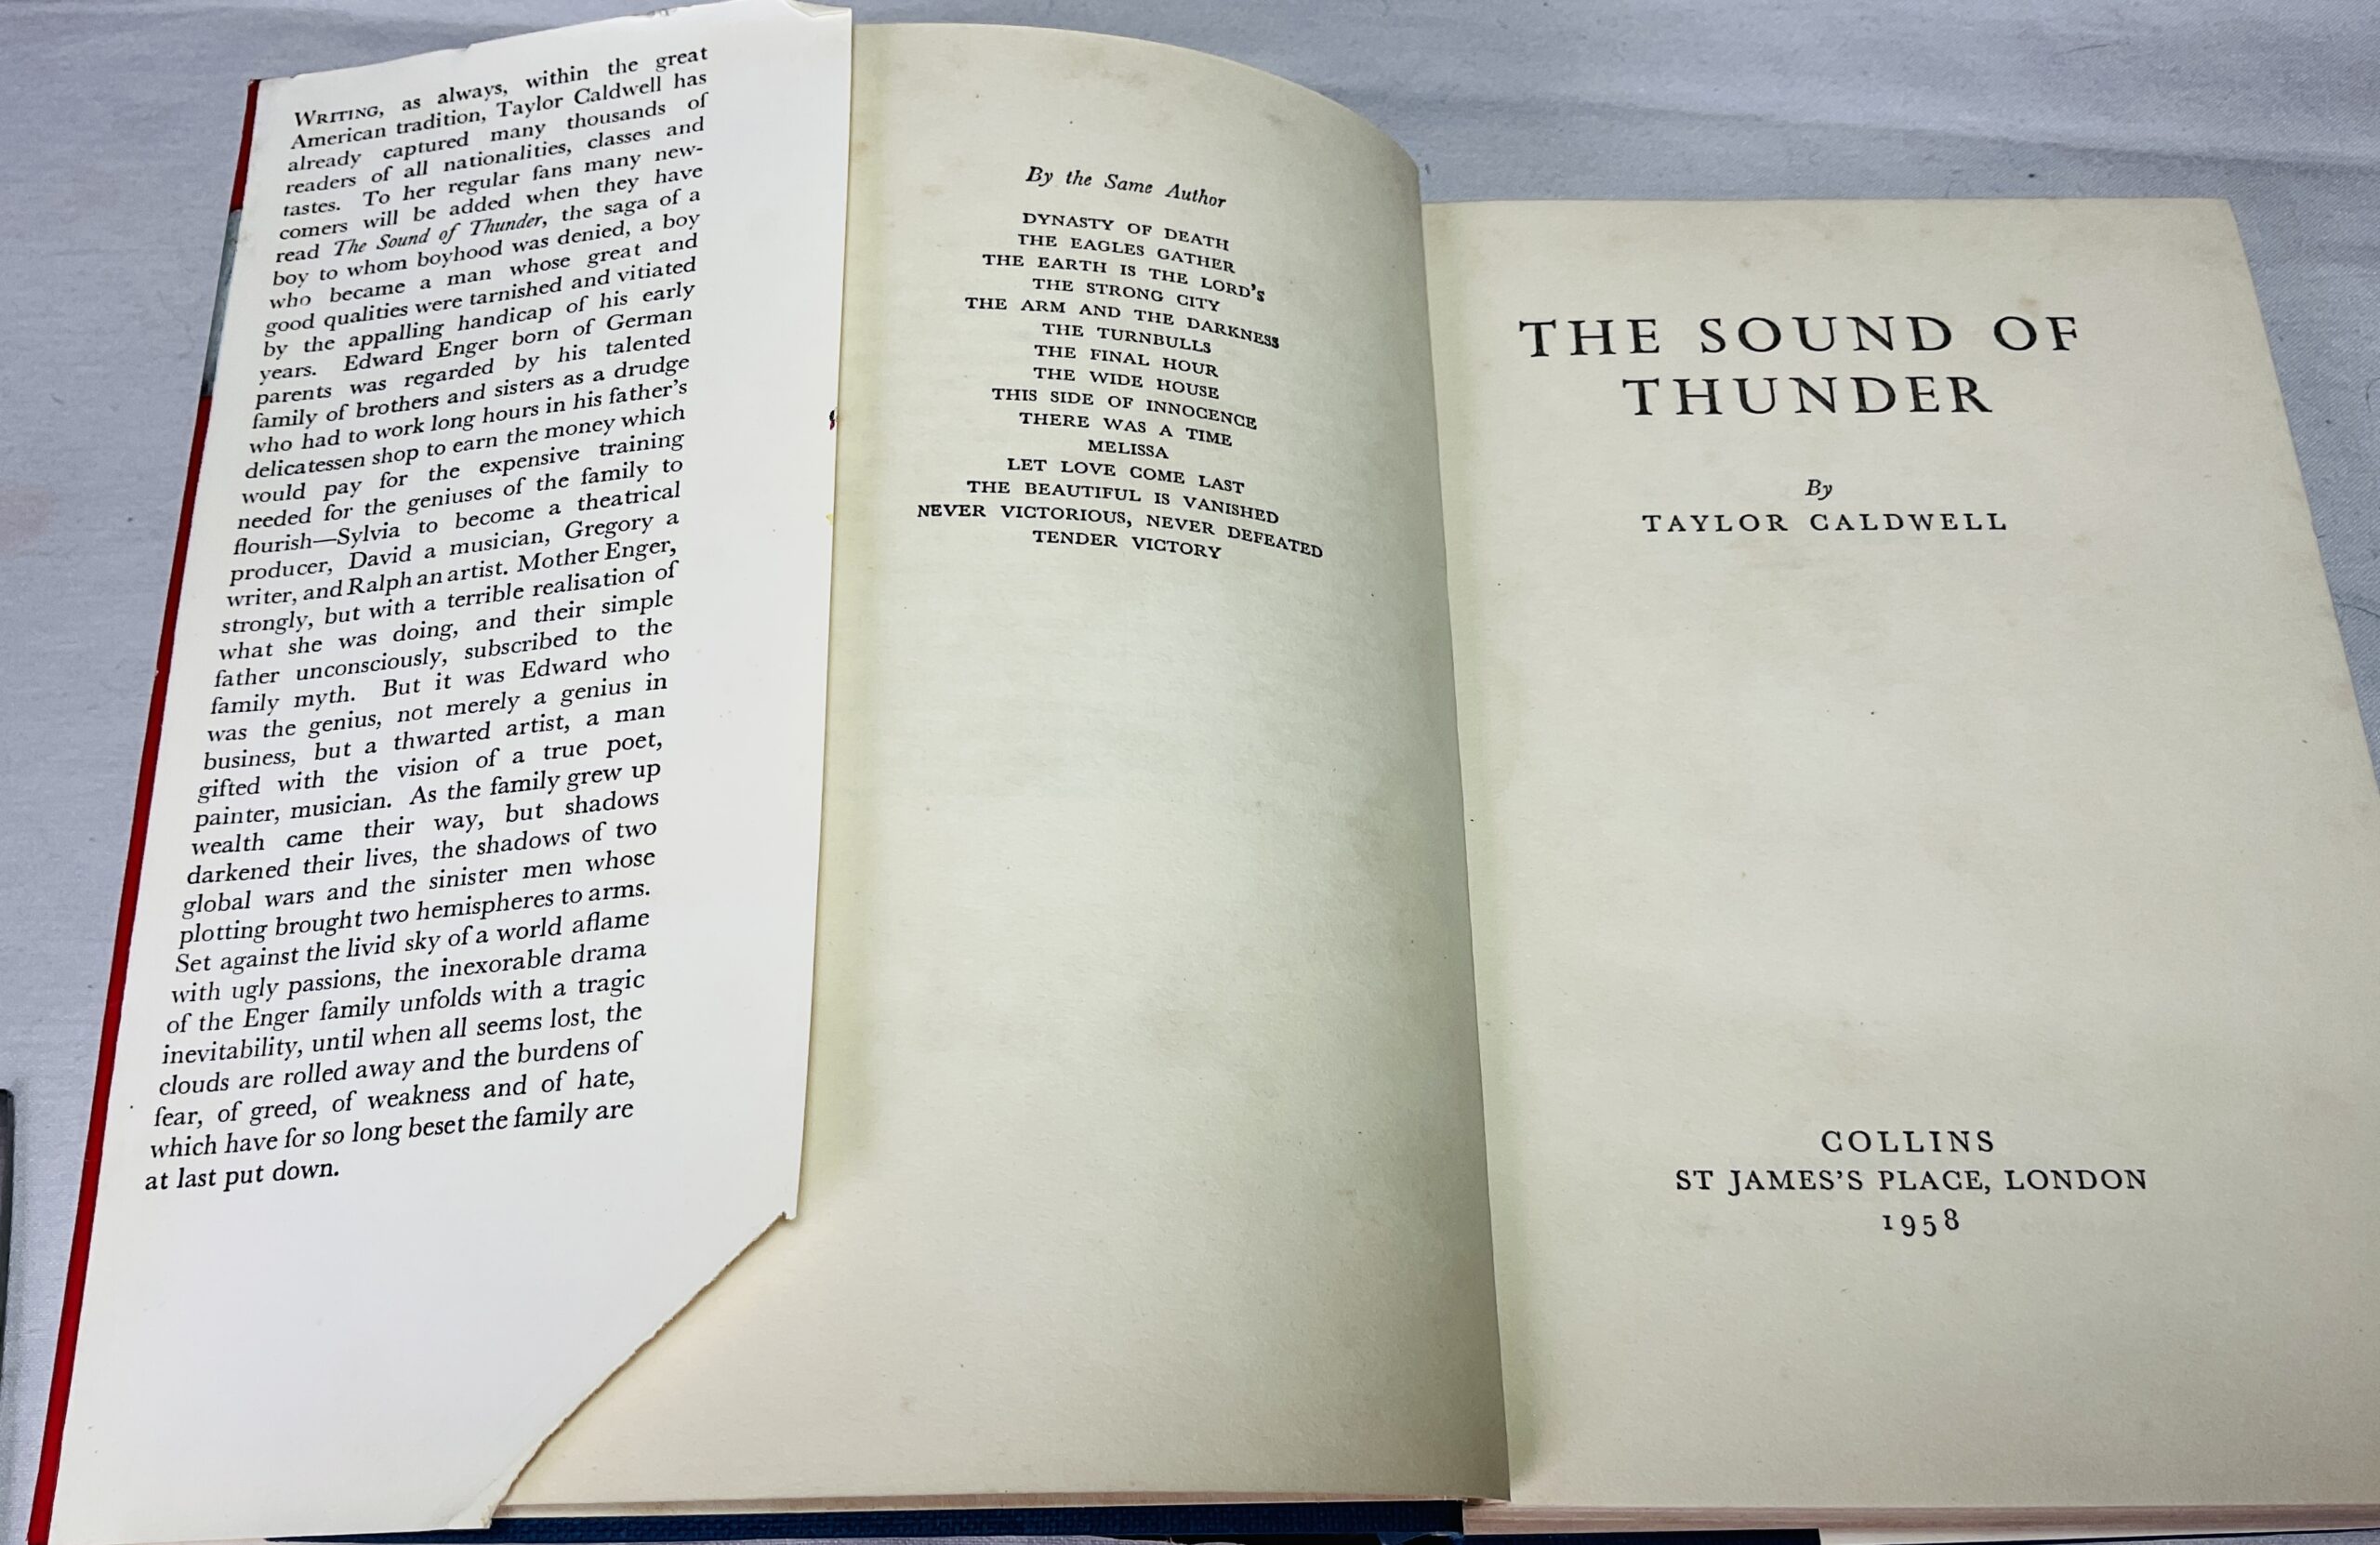 WRITING, as always, within the great
American tradition, Taylor Caldwell has
already captured many thousands of
readers of all nationalities, classes and
tastes. To her regular fans many new-
comers will be added when they have
read The Sound of Thunder, the saga of a
boy to whom boyhood was denied, a boy
who became a man whose great and
good qualities were tarnished and vitiated
by the appalling handicap of his early
years. Edward Enger born of German
parents was regarded by his talented
family of brothers and sisters as a drudge
who had to work long hours in his father's
delicatessen shop to earn the money which
would pay for the expensive training
needed for the geniuses of the family to
flourish—Sylvia to become a theatrical
producer, David a musician, Gregory a
writer, and Ralph an artist. Mother Enger,
strongly, but with a terrible realisation of
what she was doing, and their simple
father unconsciously, subscribed to the
family myth. But it was Edward who
was the genius, not merely a genius in
business, but a thwarted artist, a man
gifted with the vision of a true poet,
painter, musician. As the family grew up
wealth came their way, but shadows
darkened their lives, the shadows of two
global wars and the sinister men whose
plotting brought two hemispheres to arms.
Set against the livid sky of a world aflame
with ugly passions, the inexorable drama
of the Enger family unfolds with a tragic
inevitability, until when all seems lost, the
clouds are rolled away and the burdens of
fear, of greed, of weakness and of hate,
which have for so long beset the family are
at last put down.
By the Same Author
DYNASTY OF DEATH
THE EAGLES GATHER
THE EARTH IS THE LORD'S
THE STRONG CITY
THE ARM AND THE DARKNESS
THE TURNBULLS
THE FINAL HOUR
THE WIDE HOUSE
THIS SIDE OF INNOCENCE
THERE WAS A TIME
MELISSA
LET LOVE COME LAST
THE BEAUTIFUL IS VANISHED
NEVER VICTORIOUS, NEVER DEFEATED
TENDER VICTORY
THE SOUND OF
THUNDER
By
TAYLOR CALDWELL
COLLINS
ST JAMES'S PLACE, LONDON
1958